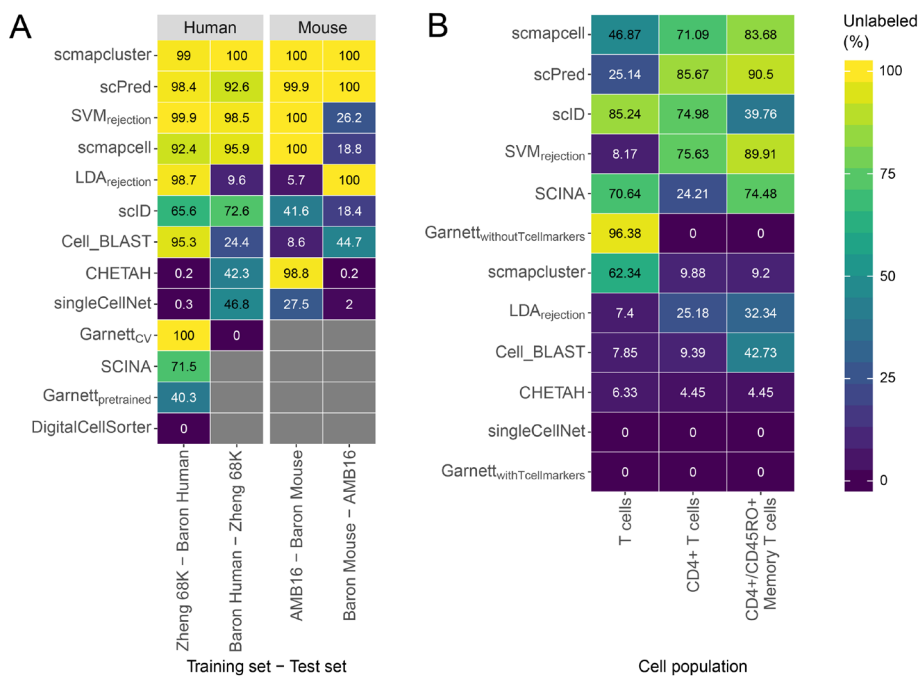 A
B
Human Mouse
scmapcluster 99 100 100 100
scPred 98.4 92.6 99.9 100
SVMrejection 99.9 98.5 100 26.2
scmapcell 92.4 95.9 100 18.8
LDArejection 98.7 9.6 5.7 100
scID 65.6 72.6 41.6 18.4
Cell_BLAST 95.3 24.4 8.6 44.7
CHETAH 0.2 42.3 98.8 0.2
singleCellNet 0.3 46.8 27.5 2
GarnettCV 100 0
SCINA 71.5
Garnettpretrained 40.3
DigitalCellSorter 0
Zheng 68K − Baron Human
Baron Human − Zheng 68K
AMB16 − Baron Mouse
Baron Mouse − AMB16
Training set − Test set
scmapcell 46.87 71.09 83.68
scPred 25.14 85.67 90.5
scID 85.24 74.98 39.76
SVMrejection 8.17 75.63 89.91
SCINA 70.64 24.21 74.48
GarnettwithoutTcellmarkers 96.38 0 0
scmapcluster 62.34 9.88 9.2
LDArejection 7.4 25.18 32.34
Cell_BLAST 7.85 9.39 42.73
CHETAH 6.33 4.45 4.45
singleCellNet 0 0 0
GarnettwithTcellmarkers 0 0 0
T cells
CD4+ T cells
CD4+/CD45RO+
Memory T cells
Cell population
Unlabeled
(%)
100
75
50
25
0